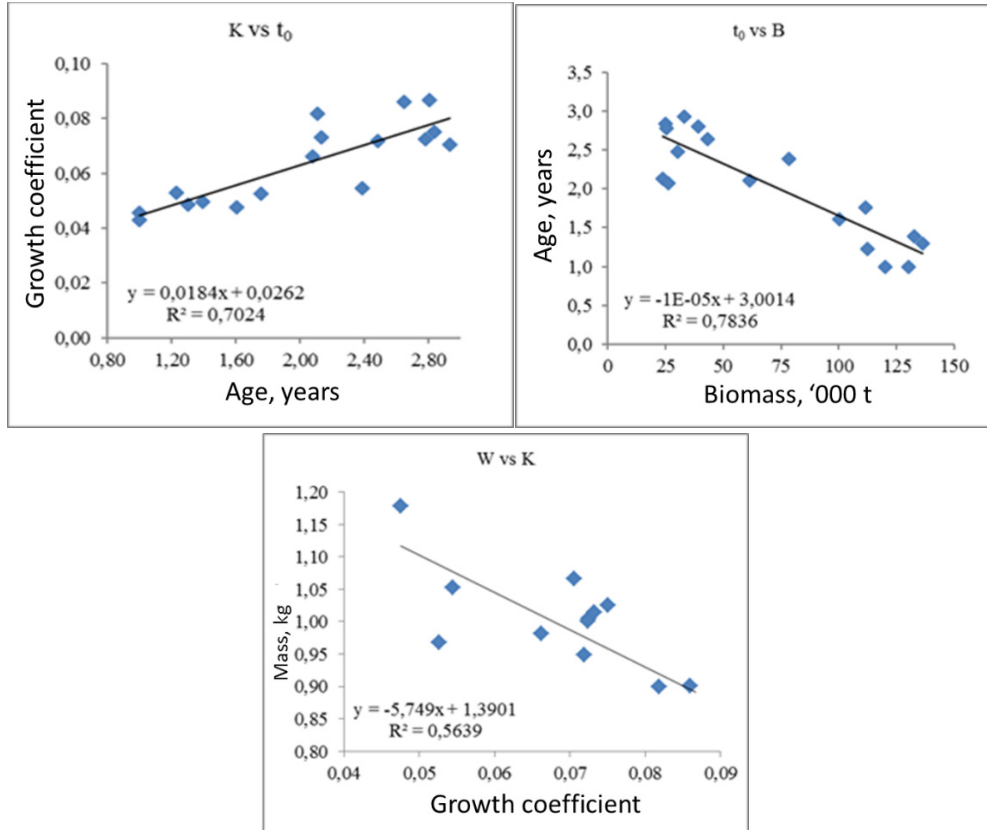 K vs t₀
Growth coefficient
0,10
0,08
0,06
0,04
0,02
0,00
y = 0,0184x + 0,0262
R² = 0,7024
0,80 1,20 1,60 2,00 2,40 2,80
Age, years
t₀ vs B
Age, years
3,5
3,0
2,5
2,0
1,5
1,0
0,5
0,0
y = -1E-05x + 3,0014
R² = 0,7836
0 25 50 75 100 125 150
Biomass, ‘000 t
W vs K
Mass, kg
1,20
1,15
1,10
1,05
1,00
0,95
0,90
0,85
0,80
y = -5,749x + 1,3901
R² = 0,5639
0,04 0,05 0,06 0,07 0,08 0,09
Growth coefficient